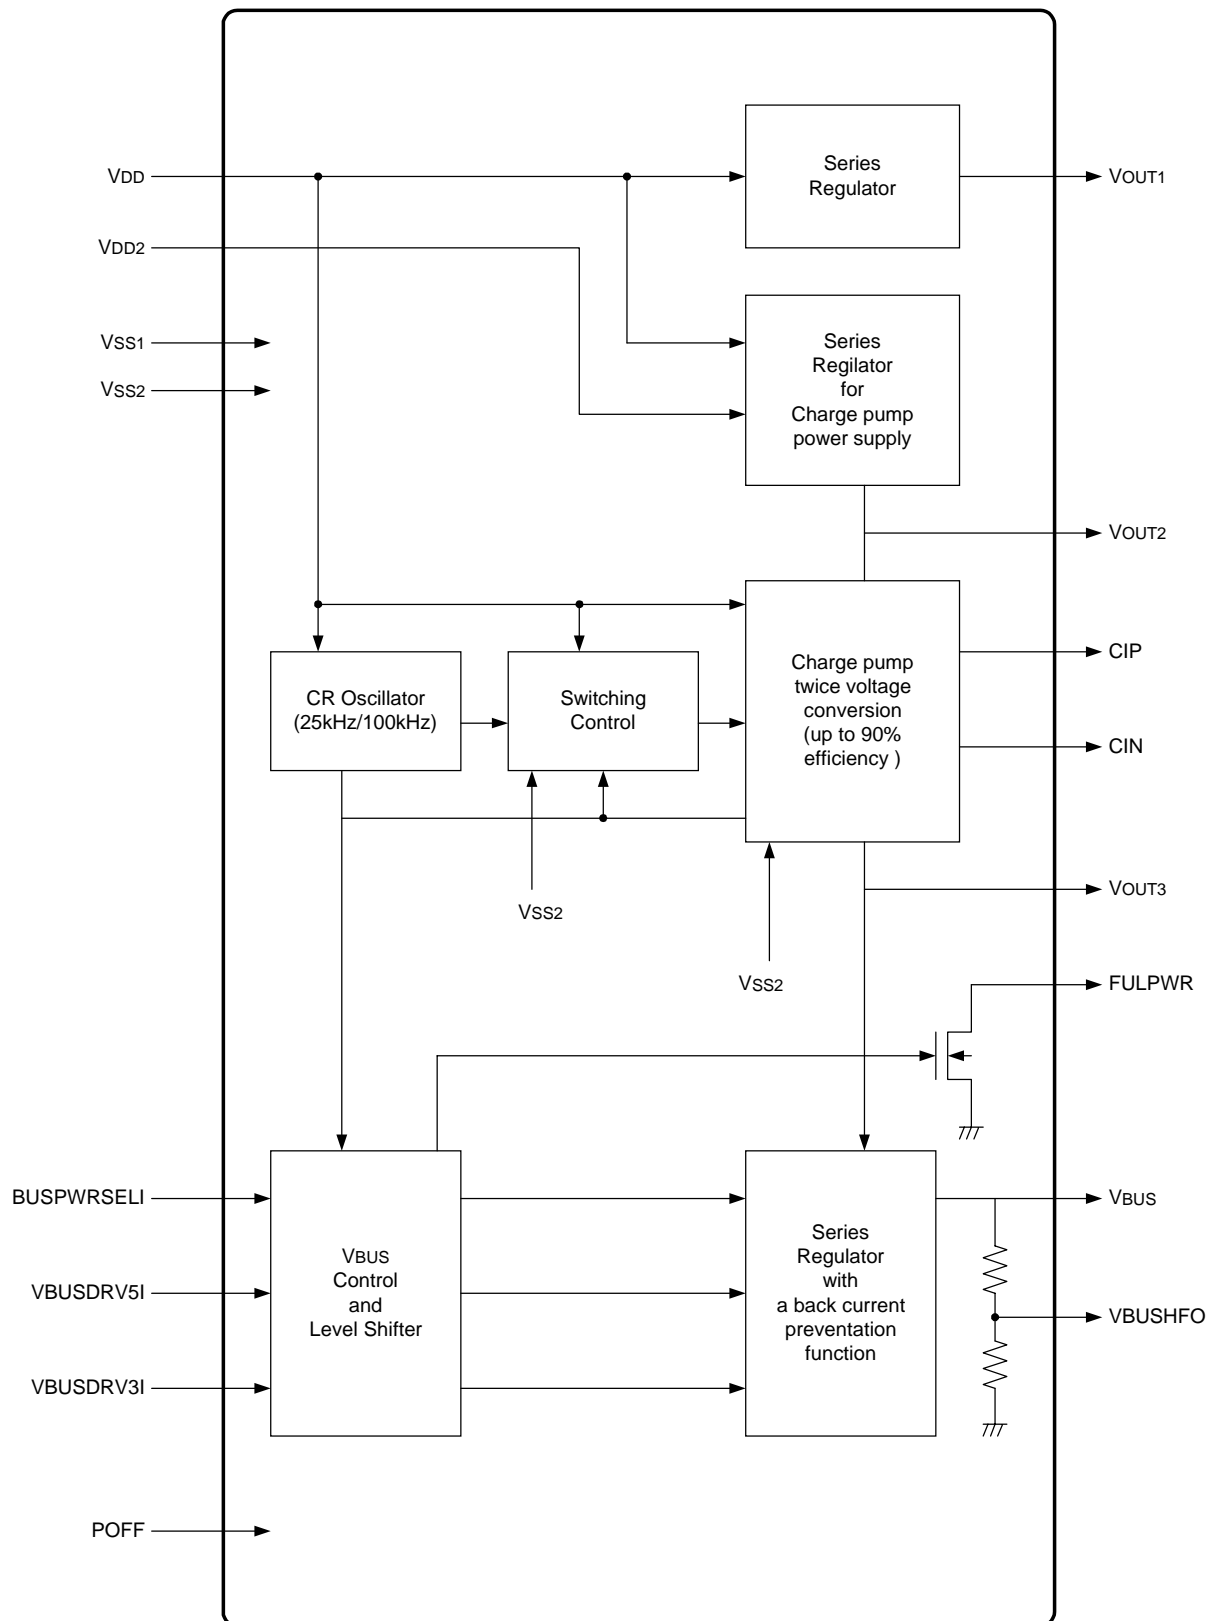 VDD
Series
Regulator
VOUT1
VDD2
VSS1
VSS2
Series
Regilator
for
Charge pump
power supply
VOUT2
CR Oscillator
(25kHz/100kHz)
Switching
Control
Charge pump
twice voltage
conversion
(up to 90%
efficiency )
CIP
CIN
VSS2
VSS2
VOUT3
FULPWR
BUSPWRSELI
VBUSDRV5I
VBUSDRV3I
VBUS
Control
and
Level Shifter
Series
Regulator
with
a back current
preventation
function
VBUS
VBUSHFO
POFF